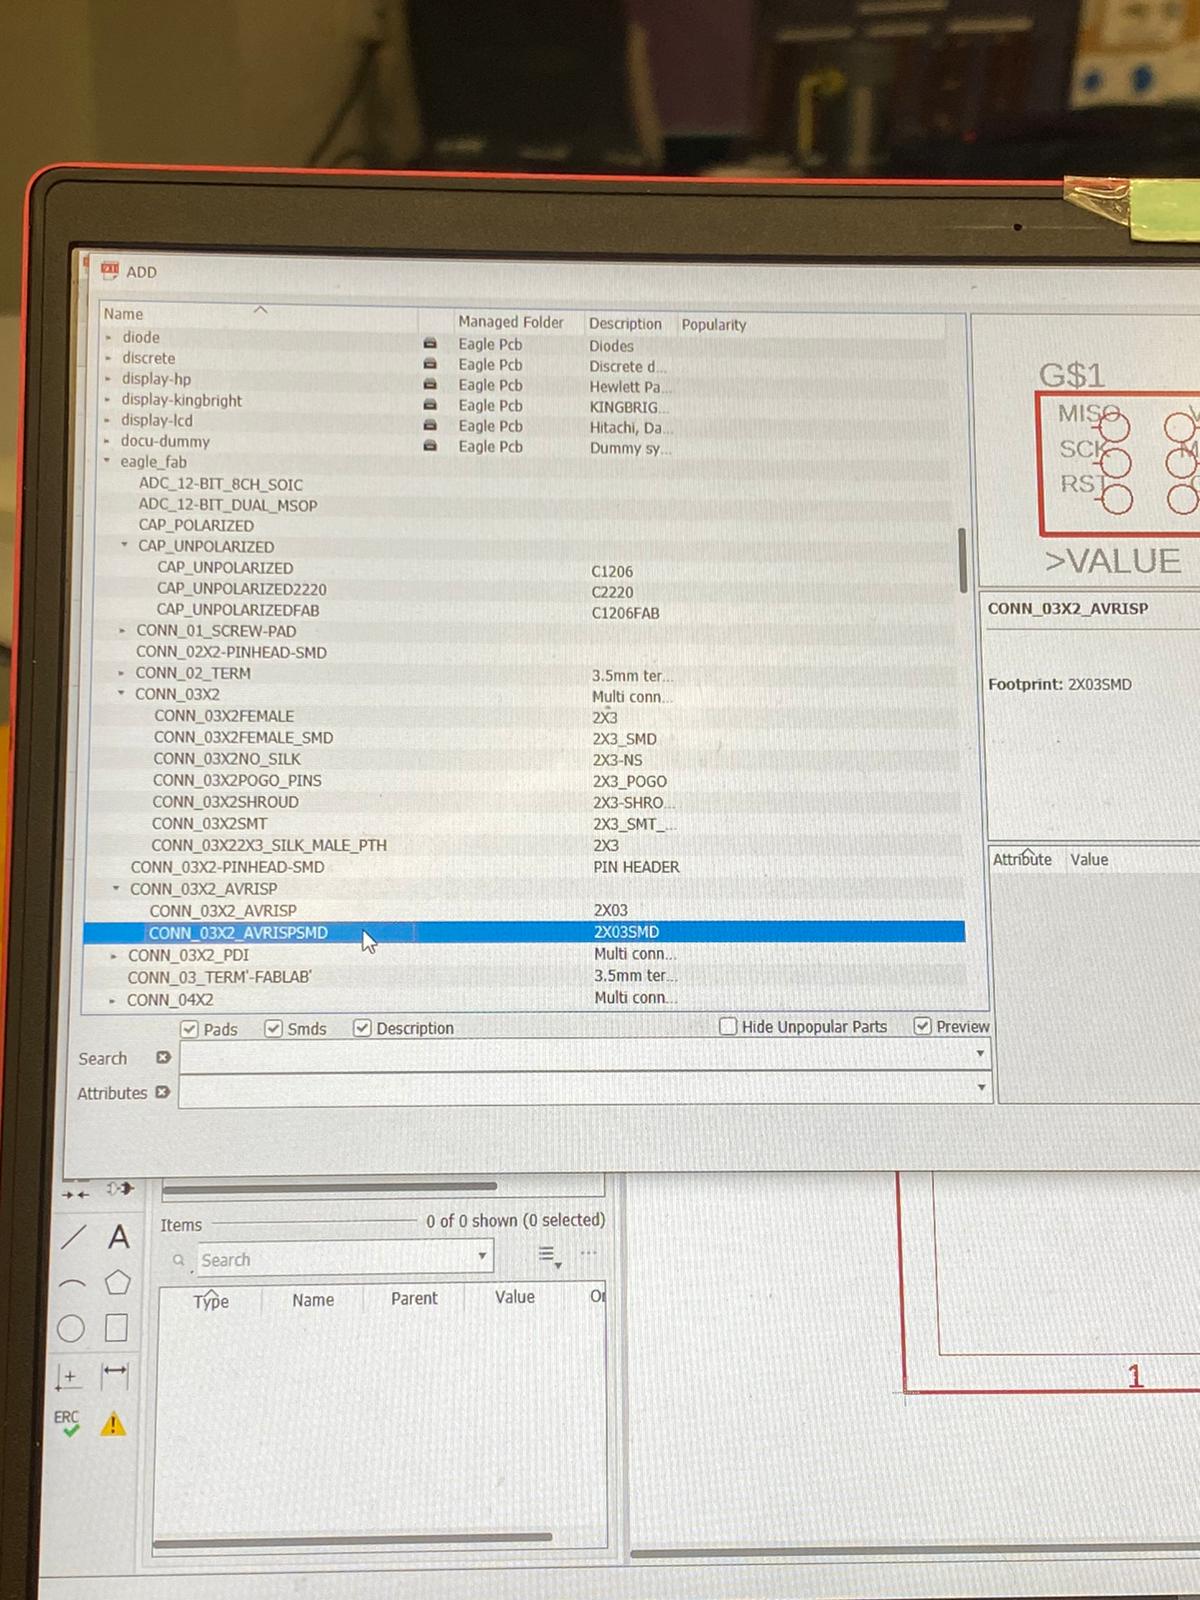 ADD
Name Managed Folder Description Popularity
diode Eagle Pcb Diodes
discrete Eagle Pcb Discrete d...
display-hp Eagle Pcb Hewlett Pa...
display-kingbright Eagle Pcb KINGBRIG...
display-lcd Eagle Pcb Hitachi, Da...
docu-dummy Eagle Pcb Dummy sy...
eagle_fab
ADC_12-BIT_8CH_SOIC
ADC_12-BIT_DUAL_MSOP
CAP_POLARIZED
CAP_UNPOLARIZED
CAP_UNPOLARIZED C1206
CAP_UNPOLARIZED2220 C2220
CAP_UNPOLARIZEDFAB C1206FAB
CONN_01_SCREW-PAD
CONN_02X2-PINHEAD-SMD
CONN_02_TERM 3.5mm ter...
CONN_03X2 Multi conn...
CONN_03X2FEMALE 2X3
CONN_03X2FEMALE_SMD 2X3_SMD
CONN_03X2NO_SILK 2X3-NS
CONN_03X2POGO_PINS 2X3_POGO
CONN_03X2SHROUD 2X3-SHRO...
CONN_03X2SMT 2X3_SMT_...
CONN_03X22X3_SILK_MALE_PTH 2X3
CONN_03X2-PINHEAD-SMD PIN HEADER
CONN_03X2_AVRISP
CONN_03X2_AVRISP 2X03
CONN_03X2_AVRISPSMD 2X03SMD
CONN_03X2_PDI Multi conn...
CONN_03_TERM'-FABLAB' 3.5mm ter...
CONN_04X2 Multi conn...
Pads Smds Description Hide Unpopular Parts Preview
Search
Attributes
G$1
MISO
SCK
RST
>VALUE
CONN_03X2_AVRISP
Footprint: 2X03SMD
Attribute Value
A
Items 0 of 0 shown (0 selected)
Search
Type Name Parent Value
ERC
1